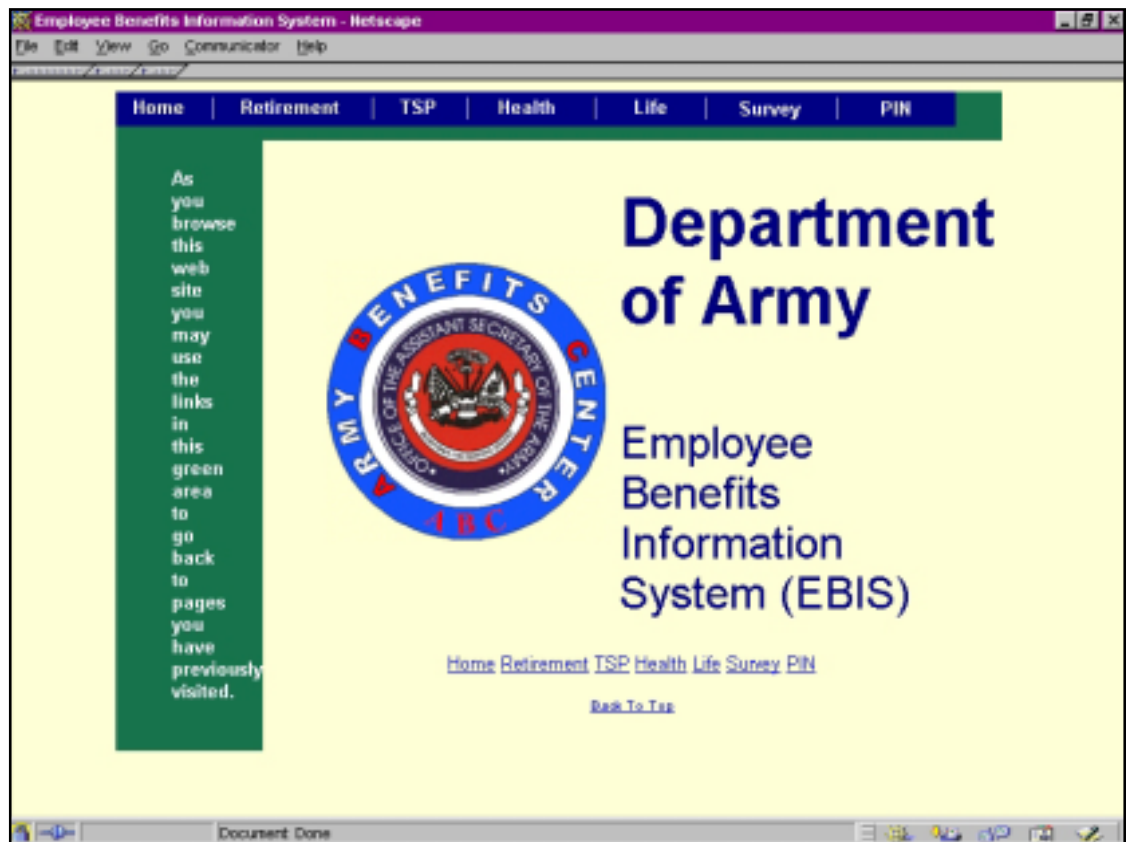 Employee Benefits Information System - Netscape
File Edit View Go Communicator Help
Home | Retirement | TSP | Health | Life | Survey | PIN
As
you
browse
this
web
site
you
may
use
the
links
in
this
green
area
to
go
back
to
pages
you
have
previously
visited.
ARMY BENEFITS CENTER
OFFICE OF THE ASSISTANT SECRETARY OF THE ARMY
ABC
Department
of Army
Employee
Benefits
Information
System (EBIS)
Home Retirement TSP Health Life Survey PIN
Back To Top
Document: Done